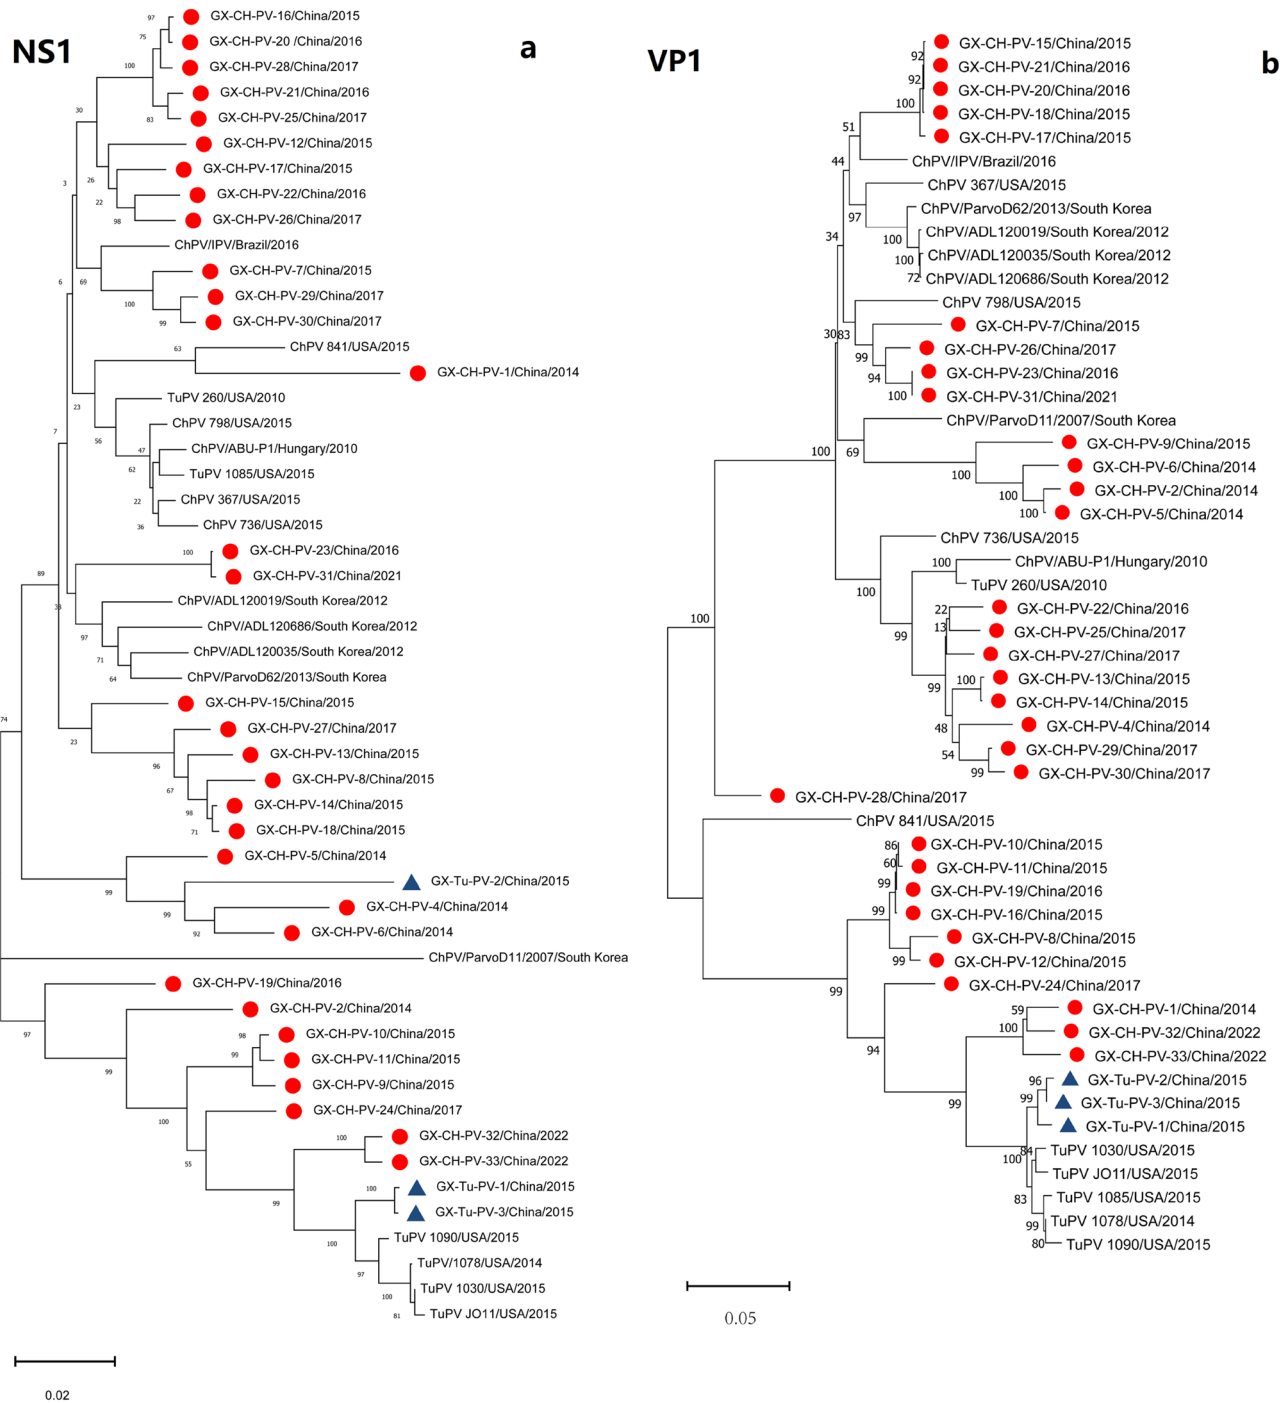 NS1
a
97
GX-CH-PV-16/China/2015
75
GX-CH-PV-20 /China/2016
100
GX-CH-PV-28/China/2017
GX-CH-PV-21/China/2016
30
83
GX-CH-PV-25/China/2017
GX-CH-PV-12/China/2015
3
26
GX-CH-PV-17/China/2015
22
GX-CH-PV-22/China/2016
98
GX-CH-PV-26/China/2017
ChPV/IPV/Brazil/2016
6
69
GX-CH-PV-7/China/2015
100
GX-CH-PV-29/China/2017
99
GX-CH-PV-30/China/2017
63
ChPV 841/USA/2015
GX-CH-PV-1/China/2014
23
TuPV 260/USA/2010
7
56
ChPV 798/USA/2015
47
ChPV/ABU-P1/Hungary/2010
62
TuPV 1085/USA/2015
22
ChPV 367/USA/2015
36
ChPV 736/USA/2015
100
GX-CH-PV-23/China/2016
89
GX-CH-PV-31/China/2021
33
ChPV/ADL120019/South Korea/2012
97
ChPV/ADL120686/South Korea/2012
71
ChPV/ADL120035/South Korea/2012
64
ChPV/ParvoD62/2013/South Korea
74
GX-CH-PV-15/China/2015
23
GX-CH-PV-27/China/2017
96
GX-CH-PV-13/China/2015
67
GX-CH-PV-8/China/2015
98
GX-CH-PV-14/China/2015
71
GX-CH-PV-18/China/2015
GX-CH-PV-5/China/2014
99
GX-Tu-PV-2/China/2015
99
GX-CH-PV-4/China/2014
92
GX-CH-PV-6/China/2014
ChPV/ParvoD11/2007/South Korea
GX-CH-PV-19/China/2016
97
GX-CH-PV-2/China/2014
98
GX-CH-PV-10/China/2015
99
GX-CH-PV-11/China/2015
99
GX-CH-PV-9/China/2015
100
GX-CH-PV-24/China/2017
100
GX-CH-PV-32/China/2022
55
GX-CH-PV-33/China/2022
99
100
GX-Tu-PV-1/China/2015
GX-Tu-PV-3/China/2015
100
TuPV 1090/USA/2015
97
TuPV/1078/USA/2014
100
TuPV 1030/USA/2015
81
TuPV JO11/USA/2015
0.02
VP1
b
GX-CH-PV-15/China/2015
92
GX-CH-PV-21/China/2016
92
GX-CH-PV-20/China/2016
100
GX-CH-PV-18/China/2015
51
GX-CH-PV-17/China/2015
44
ChPV/IPV/Brazil/2016
ChPV 367/USA/2015
97
ChPV/ParvoD62/2013/South Korea
34
100
ChPV/ADL120019/South Korea/2012
100
ChPV/ADL120035/South Korea/2012
72
ChPV/ADL120686/South Korea/2012
ChPV 798/USA/2015
30
83
GX-CH-PV-7/China/2015
99
GX-CH-PV-26/China/2017
94
GX-CH-PV-23/China/2016
100
GX-CH-PV-31/China/2021
ChPV/ParvoD11/2007/South Korea
100
69
GX-CH-PV-9/China/2015
100
GX-CH-PV-6/China/2014
100
GX-CH-PV-2/China/2014
100
GX-CH-PV-5/China/2014
ChPV 736/USA/2015
100
ChPV/ABU-P1/Hungary/2010
100
TuPV 260/USA/2010
100
22
GX-CH-PV-22/China/2016
13
GX-CH-PV-25/China/2017
99
GX-CH-PV-27/China/2017
99
100
GX-CH-PV-13/China/2015
GX-CH-PV-14/China/2015
48
GX-CH-PV-4/China/2014
54
GX-CH-PV-29/China/2017
99
GX-CH-PV-30/China/2017
GX-CH-PV-28/China/2017
ChPV 841/USA/2015
86
GX-CH-PV-10/China/2015
60
GX-CH-PV-11/China/2015
99
GX-CH-PV-19/China/2016
99
GX-CH-PV-16/China/2015
GX-CH-PV-8/China/2015
99
GX-CH-PV-12/China/2015
99
GX-CH-PV-24/China/2017
59
GX-CH-PV-1/China/2014
100
GX-CH-PV-32/China/2022
94
GX-CH-PV-33/China/2022
96
GX-Tu-PV-2/China/2015
99
99
GX-Tu-PV-3/China/2015
GX-Tu-PV-1/China/2015
84
TuPV 1030/USA/2015
100
TuPV JO11/USA/2015
83
TuPV 1085/USA/2015
99
TuPV 1078/USA/2014
80
TuPV 1090/USA/2015
0.05